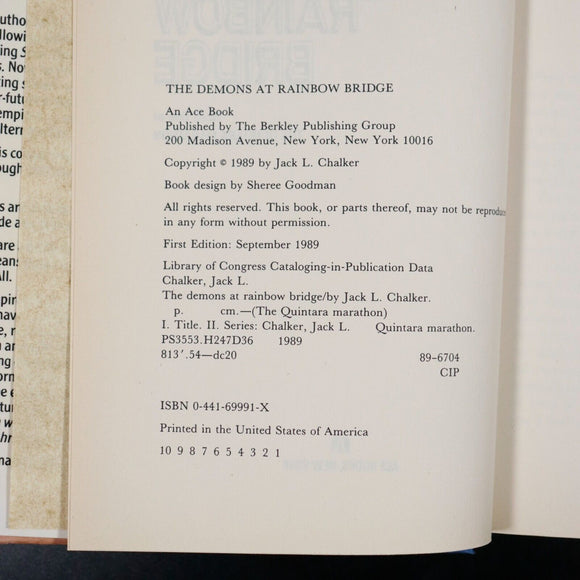 THE DEMONS AT RAINBOW BRIDGE
An Ace Book
Published by The Berkley Publishing Group
200 Madison Avenue, New York, New York 10016
Copyright © 1989 by Jack L. Chalker
Book design by Sheree Goodman
All rights reserved. This book, or parts thereof, may not be
in any form without permission.
First Edition: September 1989
Library of Congress Cataloging-in-Publication Data
Chalker, Jack L.
The demons at rainbow bridge/by Jack L. Chalker.
p. cm.—(The Quintara marathon)
I. Title. II. Series: Chalker, Jack L. Quintara marathon.
PS3553.H247D36 1989
813'.54—dc20 89-6704
CIP
ISBN 0-441-69991-X
Printed in the United States of America
10 9 8 7 6 5 4 3 2 1